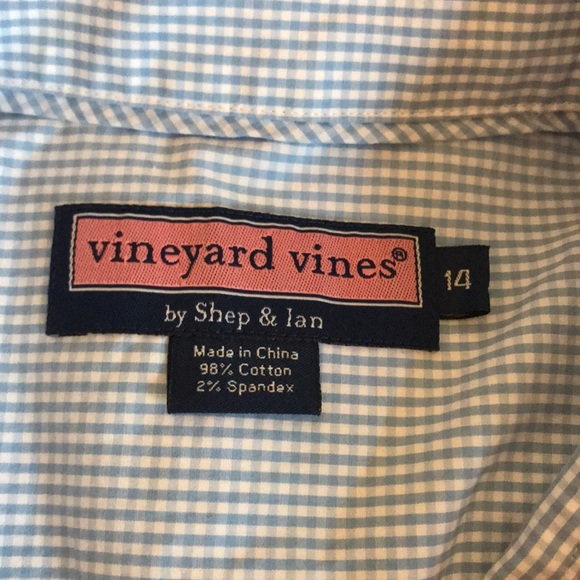 vineyard vines®
14
by Shep & Ian
Made in China
98% Cotton
2% Spandex